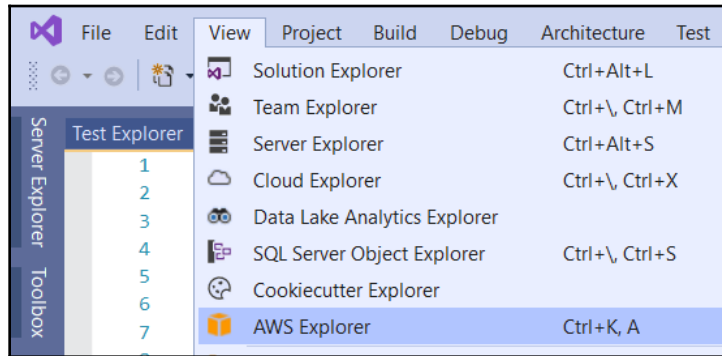 File Edit View Project Build Debug Architecture Test
Solution Explorer Ctrl+Alt+L
Team Explorer Ctrl+\, Ctrl+M
Server Explorer Ctrl+Alt+S
Cloud Explorer Ctrl+\, Ctrl+X
Data Lake Analytics Explorer
SQL Server Object Explorer Ctrl+\, Ctrl+S
Cookiecutter Explorer
AWS Explorer Ctrl+K, A
Server Explorer
Toolbox
Test Explorer
1
2
3
4
5
6
7